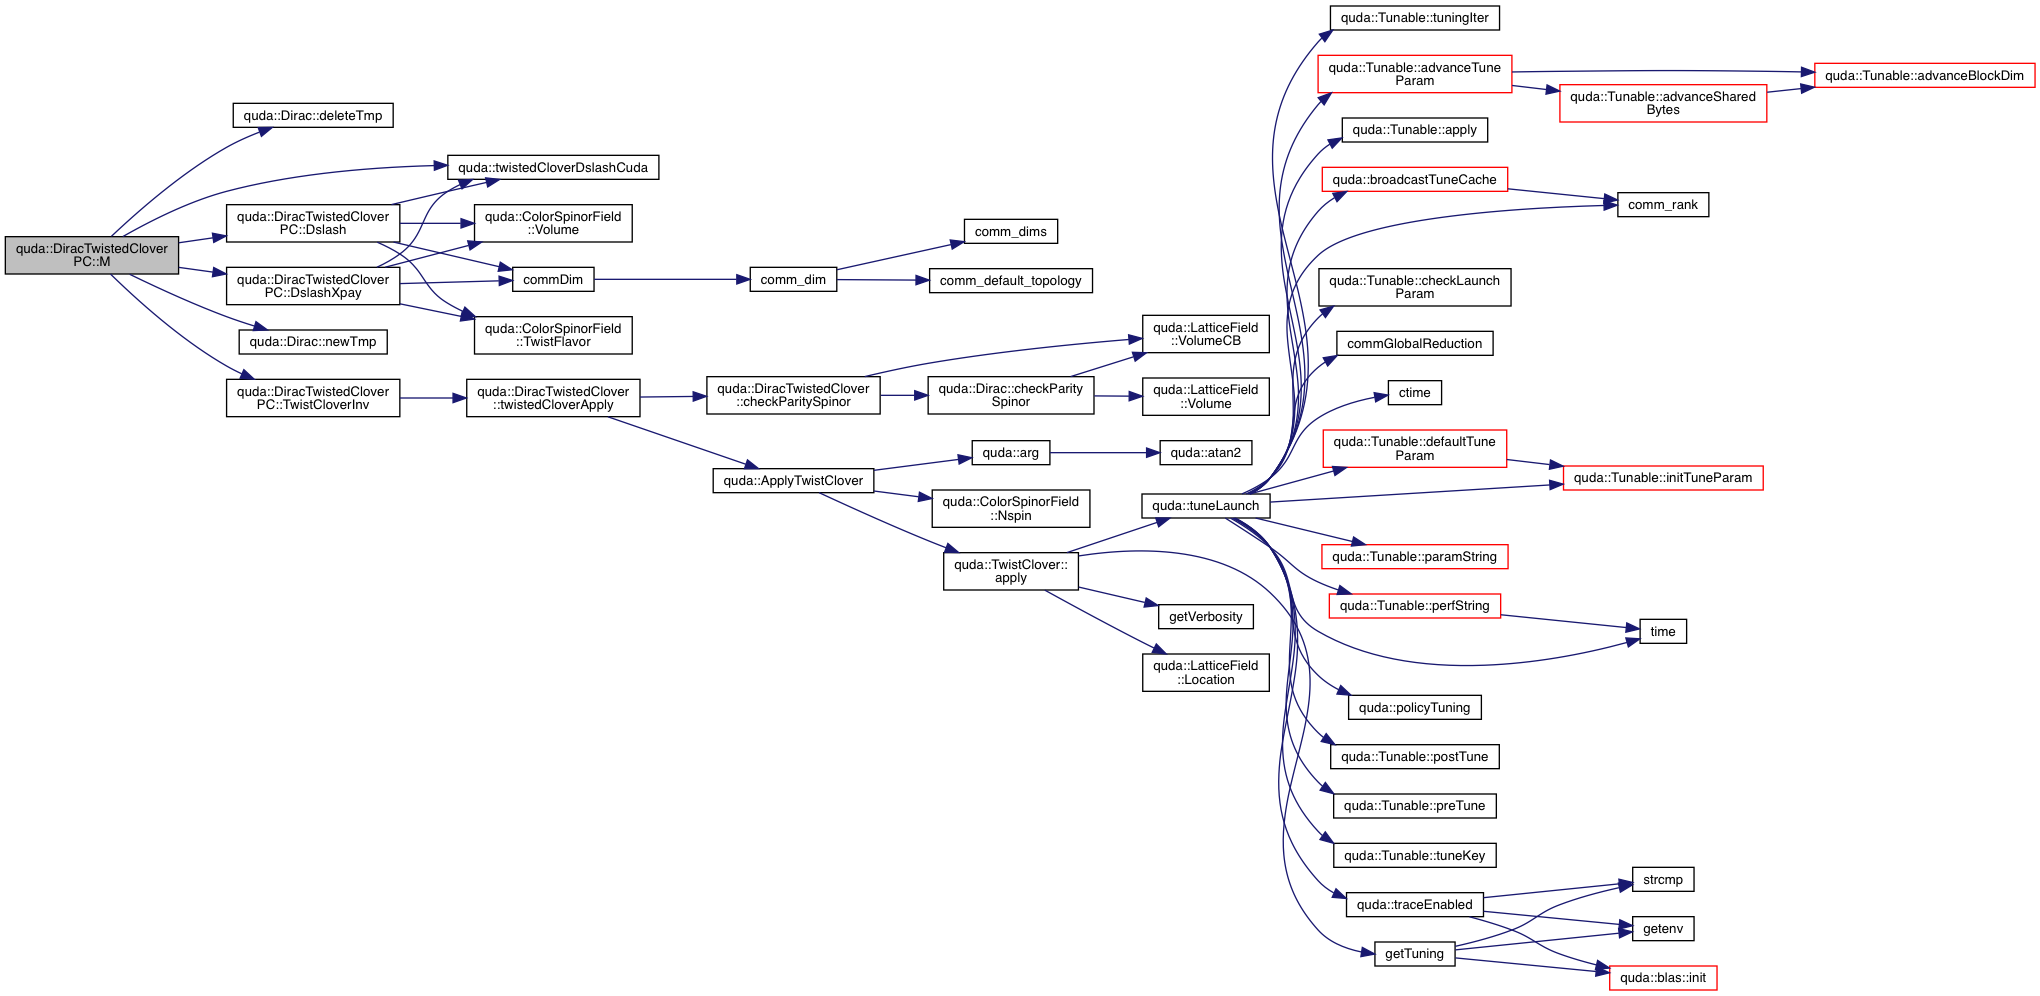 quda::DiracTwistedClover
PC::M
quda::Dirac::deleteTmp
quda::twistedCloverDslashCuda
quda::DiracTwistedClover
PC::Dslash
quda::ColorSpinorField
::Volume
quda::DiracTwistedClover
PC::DslashXpay
commDim
comm_dim
comm_dims
comm_default_topology
quda::ColorSpinorField
::TwistFlavor
quda::Dirac::newTmp
quda::DiracTwistedClover
PC::TwistCloverInv
quda::DiracTwistedClover
::twistedCloverApply
quda::DiracTwistedClover
::checkParitySpinor
quda::Dirac::checkParity
Spinor
quda::LatticeField
::VolumeCB
quda::LatticeField
::Volume
quda::ApplyTwistClover
quda::arg
quda::atan2
quda::ColorSpinorField
::Nspin
quda::TwistClover::
apply
quda::tuneLaunch
getVerbosity
quda::LatticeField
::Location
quda::Tunable::tuningIter
quda::Tunable::advanceTune
Param
quda::Tunable::advanceShared
Bytes
quda::Tunable::advanceBlockDim
quda::Tunable::apply
quda::broadcastTuneCache
comm_rank
quda::Tunable::checkLaunch
Param
commGlobalReduction
ctime
quda::Tunable::defaultTune
Param
quda::Tunable::initTuneParam
quda::Tunable::paramString
quda::Tunable::perfString
time
quda::policyTuning
quda::Tunable::postTune
quda::Tunable::preTune
quda::Tunable::tuneKey
quda::traceEnabled
getTuning
strcmp
getenv
quda::blas::init